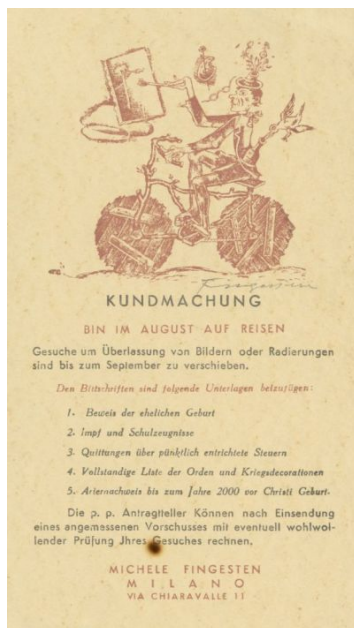 Fingesten
KUNDMACHUNG
BIN IM AUGUST AUF REISEN
Gesuche um Überlassung von Bildern oder Radierungen
sind bis zum September zu verschieben.
Den Bittschriften sind folgende Unterlagen beizufügen:
1- Beweis der ehelichen Geburt
2- Impf und Schulzeugnisse
3- Quittungen über pünktlich entrichtete Steuern
4. Vollstandige Liste der Orden und Kriegsdecorationen
5. Ariernachweis bis zum Jahre 2000 vor Christi Geburt-
Die p. p. Antragsteller Können nach Einsendung
eines angemessenen Vorschusses mit eventuell wohlwol-
lender Prüfung Jhres Gesuches rechnen.
MICHELE FINGESTEN
MILANO
VIA CHIARAVALLE 11